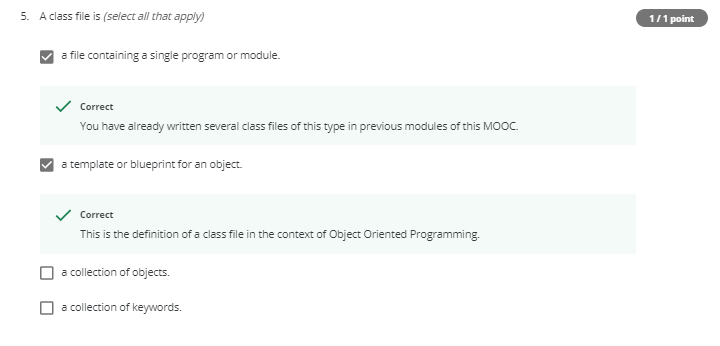 5. A class file is (select all that apply)
1 / 1 point
a file containing a single program or module.
Correct
You have already written several class files of this type in previous modules of this MOOC.
a template or blueprint for an object.
Correct
This is the definition of a class file in the context of Object Oriented Programming.
a collection of objects.
a collection of keywords.